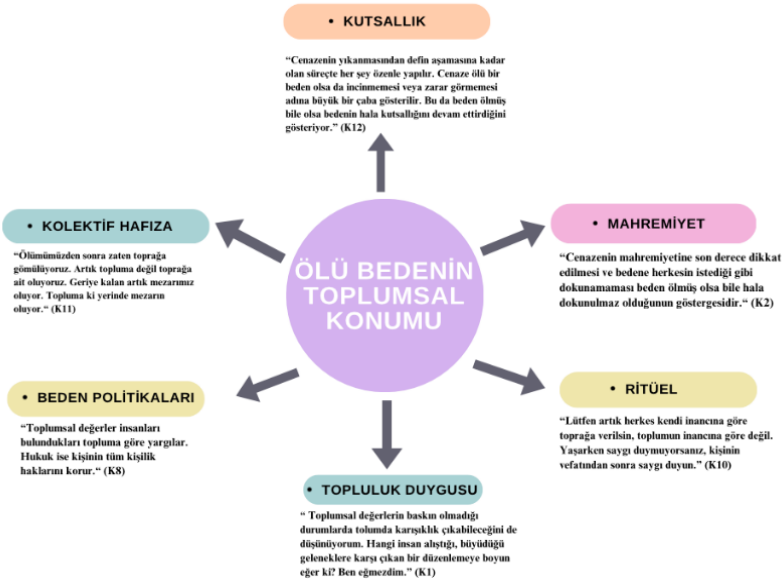 • KUTSALLIK
“Cenazenin yıkanmasından defin aşamasına kadar
olan süreçte her şey özenle yapılır. Cenaze ölü bir
beden olsa da incinmemesi veya zarar görmemesi
adına büyük bir çaba gösterilir. Bu da beden ölmüş
bile olsa bedenin hala kutsallığını devam ettirdiğini
gösteriyor.” (K12)
• KOLEKTİF HAFIZA
“Ölümümüzden sonra zaten toprağa
gömülüyoruz. Artık topluma değil toprağa
ait oluyoruz. Geriye kalan artık mezarımız
oluyor. Topluma ki yerinde mezarın
oluyor.“ (K11)
• MAHREMİYET
“Cenazenin mahremiyetine son derece dikkat
edilmesi ve bedene herkesin istediği gibi
dokunamaması beden ölmüş olsa bile hala
dokunulmaz olduğunun göstergesidir.“ (K2)
ÖLÜ BEDENİN
TOPLUMSAL
KONUMU
• BEDEN POLİTİKALARI
“Toplumsal değerler insanları
bulundukları topluma göre yargılar.
Hukuk ise kişinin tüm kişilik
haklarını korur.“ (K8)
• RİTÜEL
“Lütfen artık herkes kendi inancına göre
toprağa verilsin, toplumun inancına göre değil.
Yaşarken saygı duymuyorsanız, kişinin
vefatından sonra saygı duyun.” (K10)
• TOPLULUK DUYGUSU
“ Toplumsal değerlerin baskın olmadığı
durumlarda tolumda karışıklık çıkabileceğini de
düşünüyorum. Hangi insan alıştığı, büyüdüğü
geleneklere karşı çıkan bir düzenlemeye boyun
eğer ki? Ben eğmezdim.” (K1)